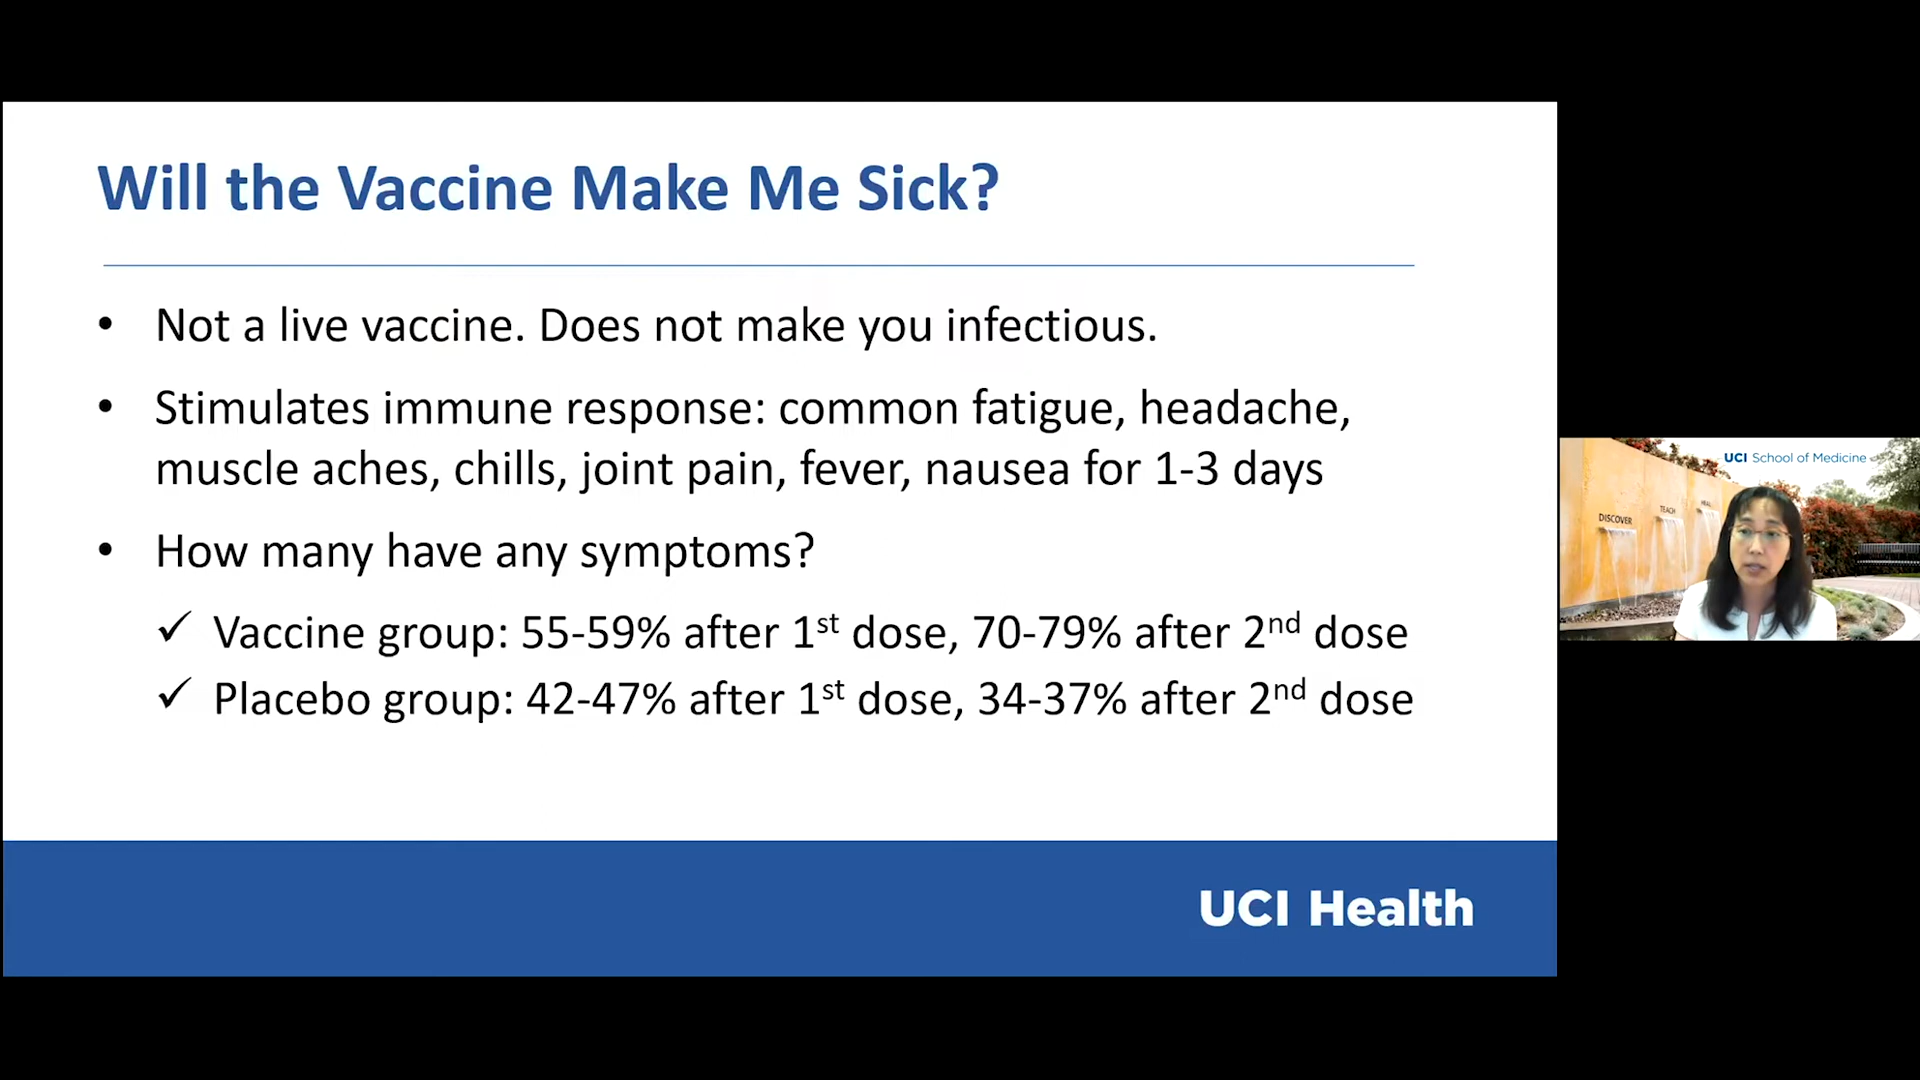 Will the Vaccine Make Me Sick?
• Not a live vaccine. Does not make you infectious.
• Stimulates immune response: common fatigue, headache,
muscle aches, chills, joint pain, fever, nausea for 1-3 days
• How many have any symptoms?
✓ Vaccine group: 55-59% after 1st dose, 70-79% after 2nd dose
✓ Placebo group: 42-47% after 1st dose, 34-37% after 2nd dose
UCI Health
UCI School of Medicine
DISCOVER
TEACH
HEAL